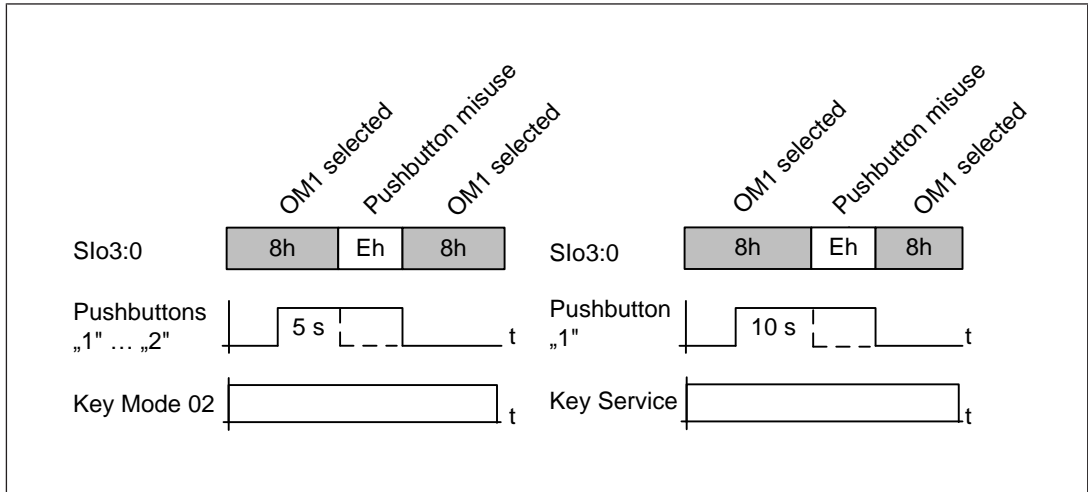 OM1 selected
Pushbutton misuse
OM1 selected
SIo3:0
8h
Eh
8h
Pushbuttons
„1" … „2"
5 s
t
Key Mode 02
t
OM1 selected
Pushbutton misuse
OM1 selected
SIo3:0
8h
Eh
8h
Pushbutton
„1"
10 s
t
Key Service
t